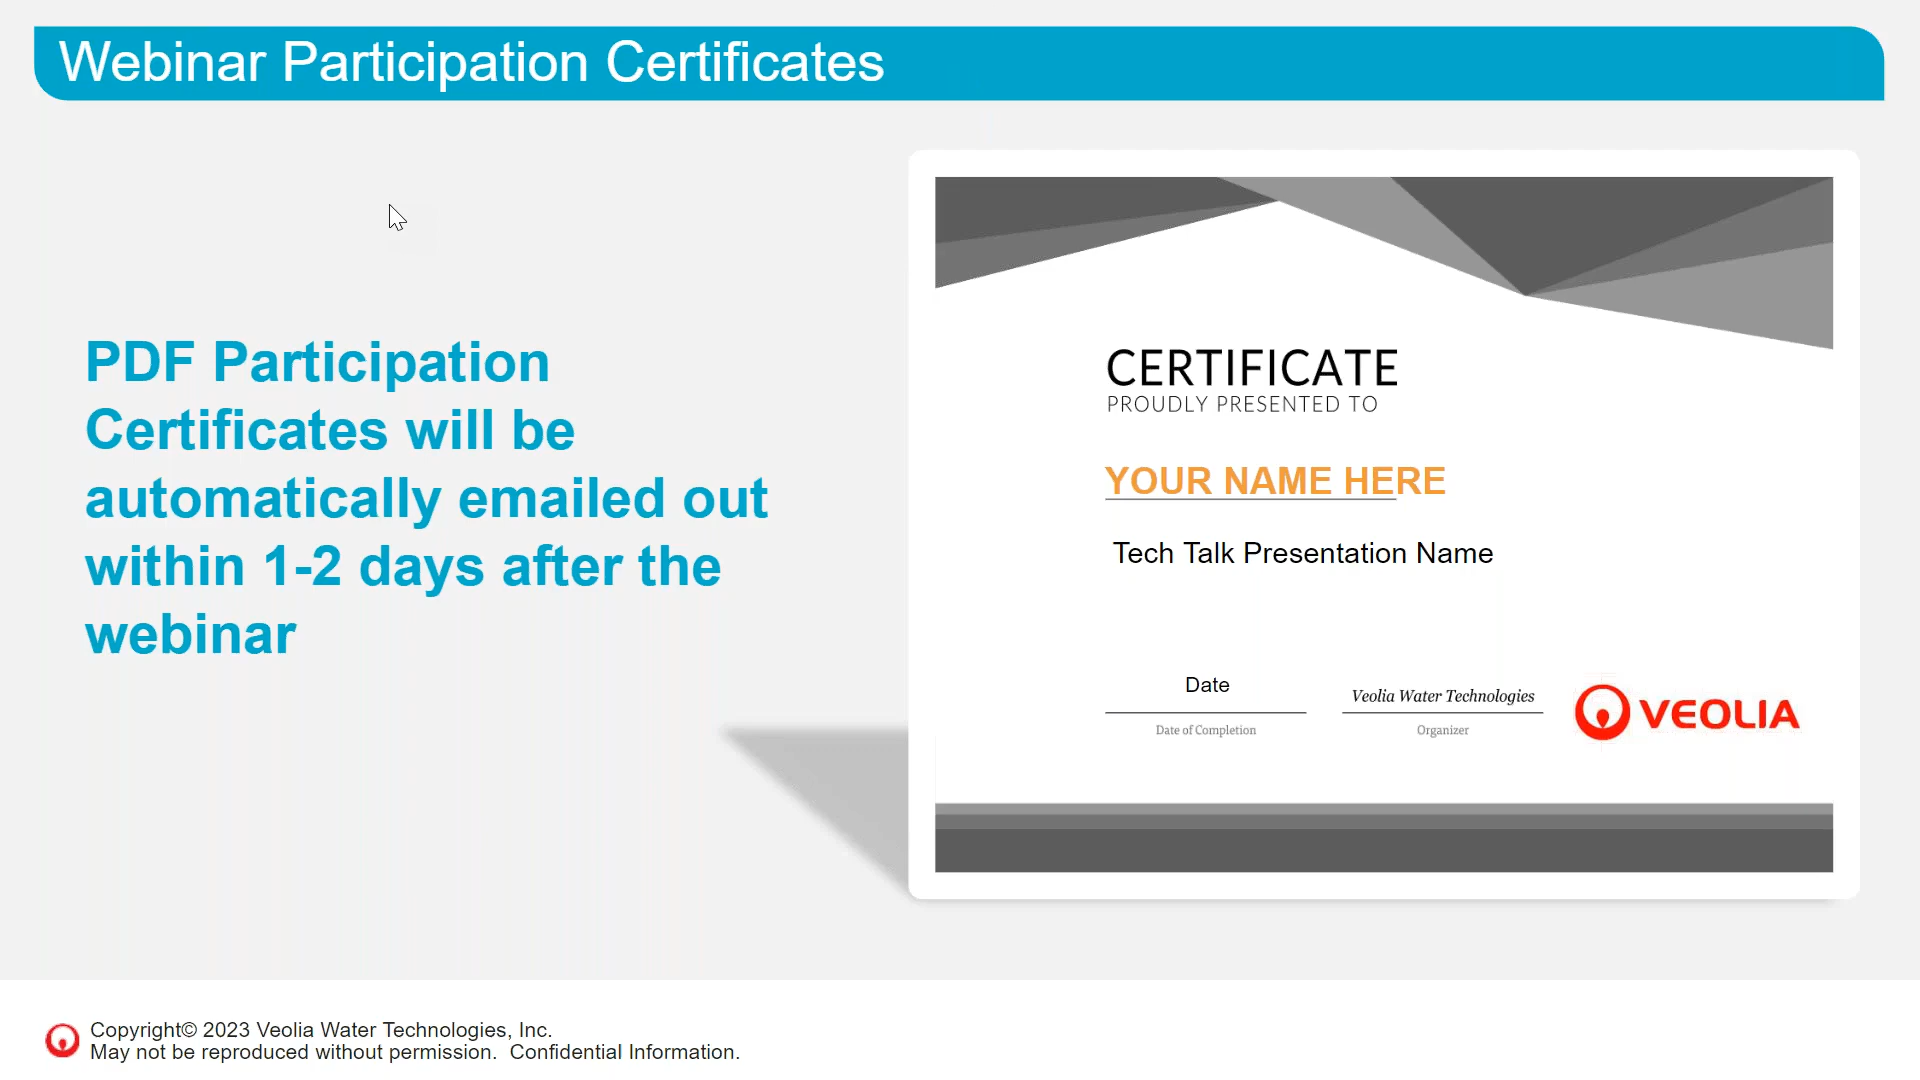 Webinar Participation Certificates
PDF Participation
Certificates will be
automatically emailed out
within 1-2 days after the
webinar
CERTIFICATE
PROUDLY PRESENTED TO
YOUR NAME HERE
Tech Talk Presentation Name
Date
Date of Completion
Veolia Water Technologies
Organizer
VEOLIA
Copyright© 2023 Veolia Water Technologies, Inc.
May not be reproduced without permission.  Confidential Information.